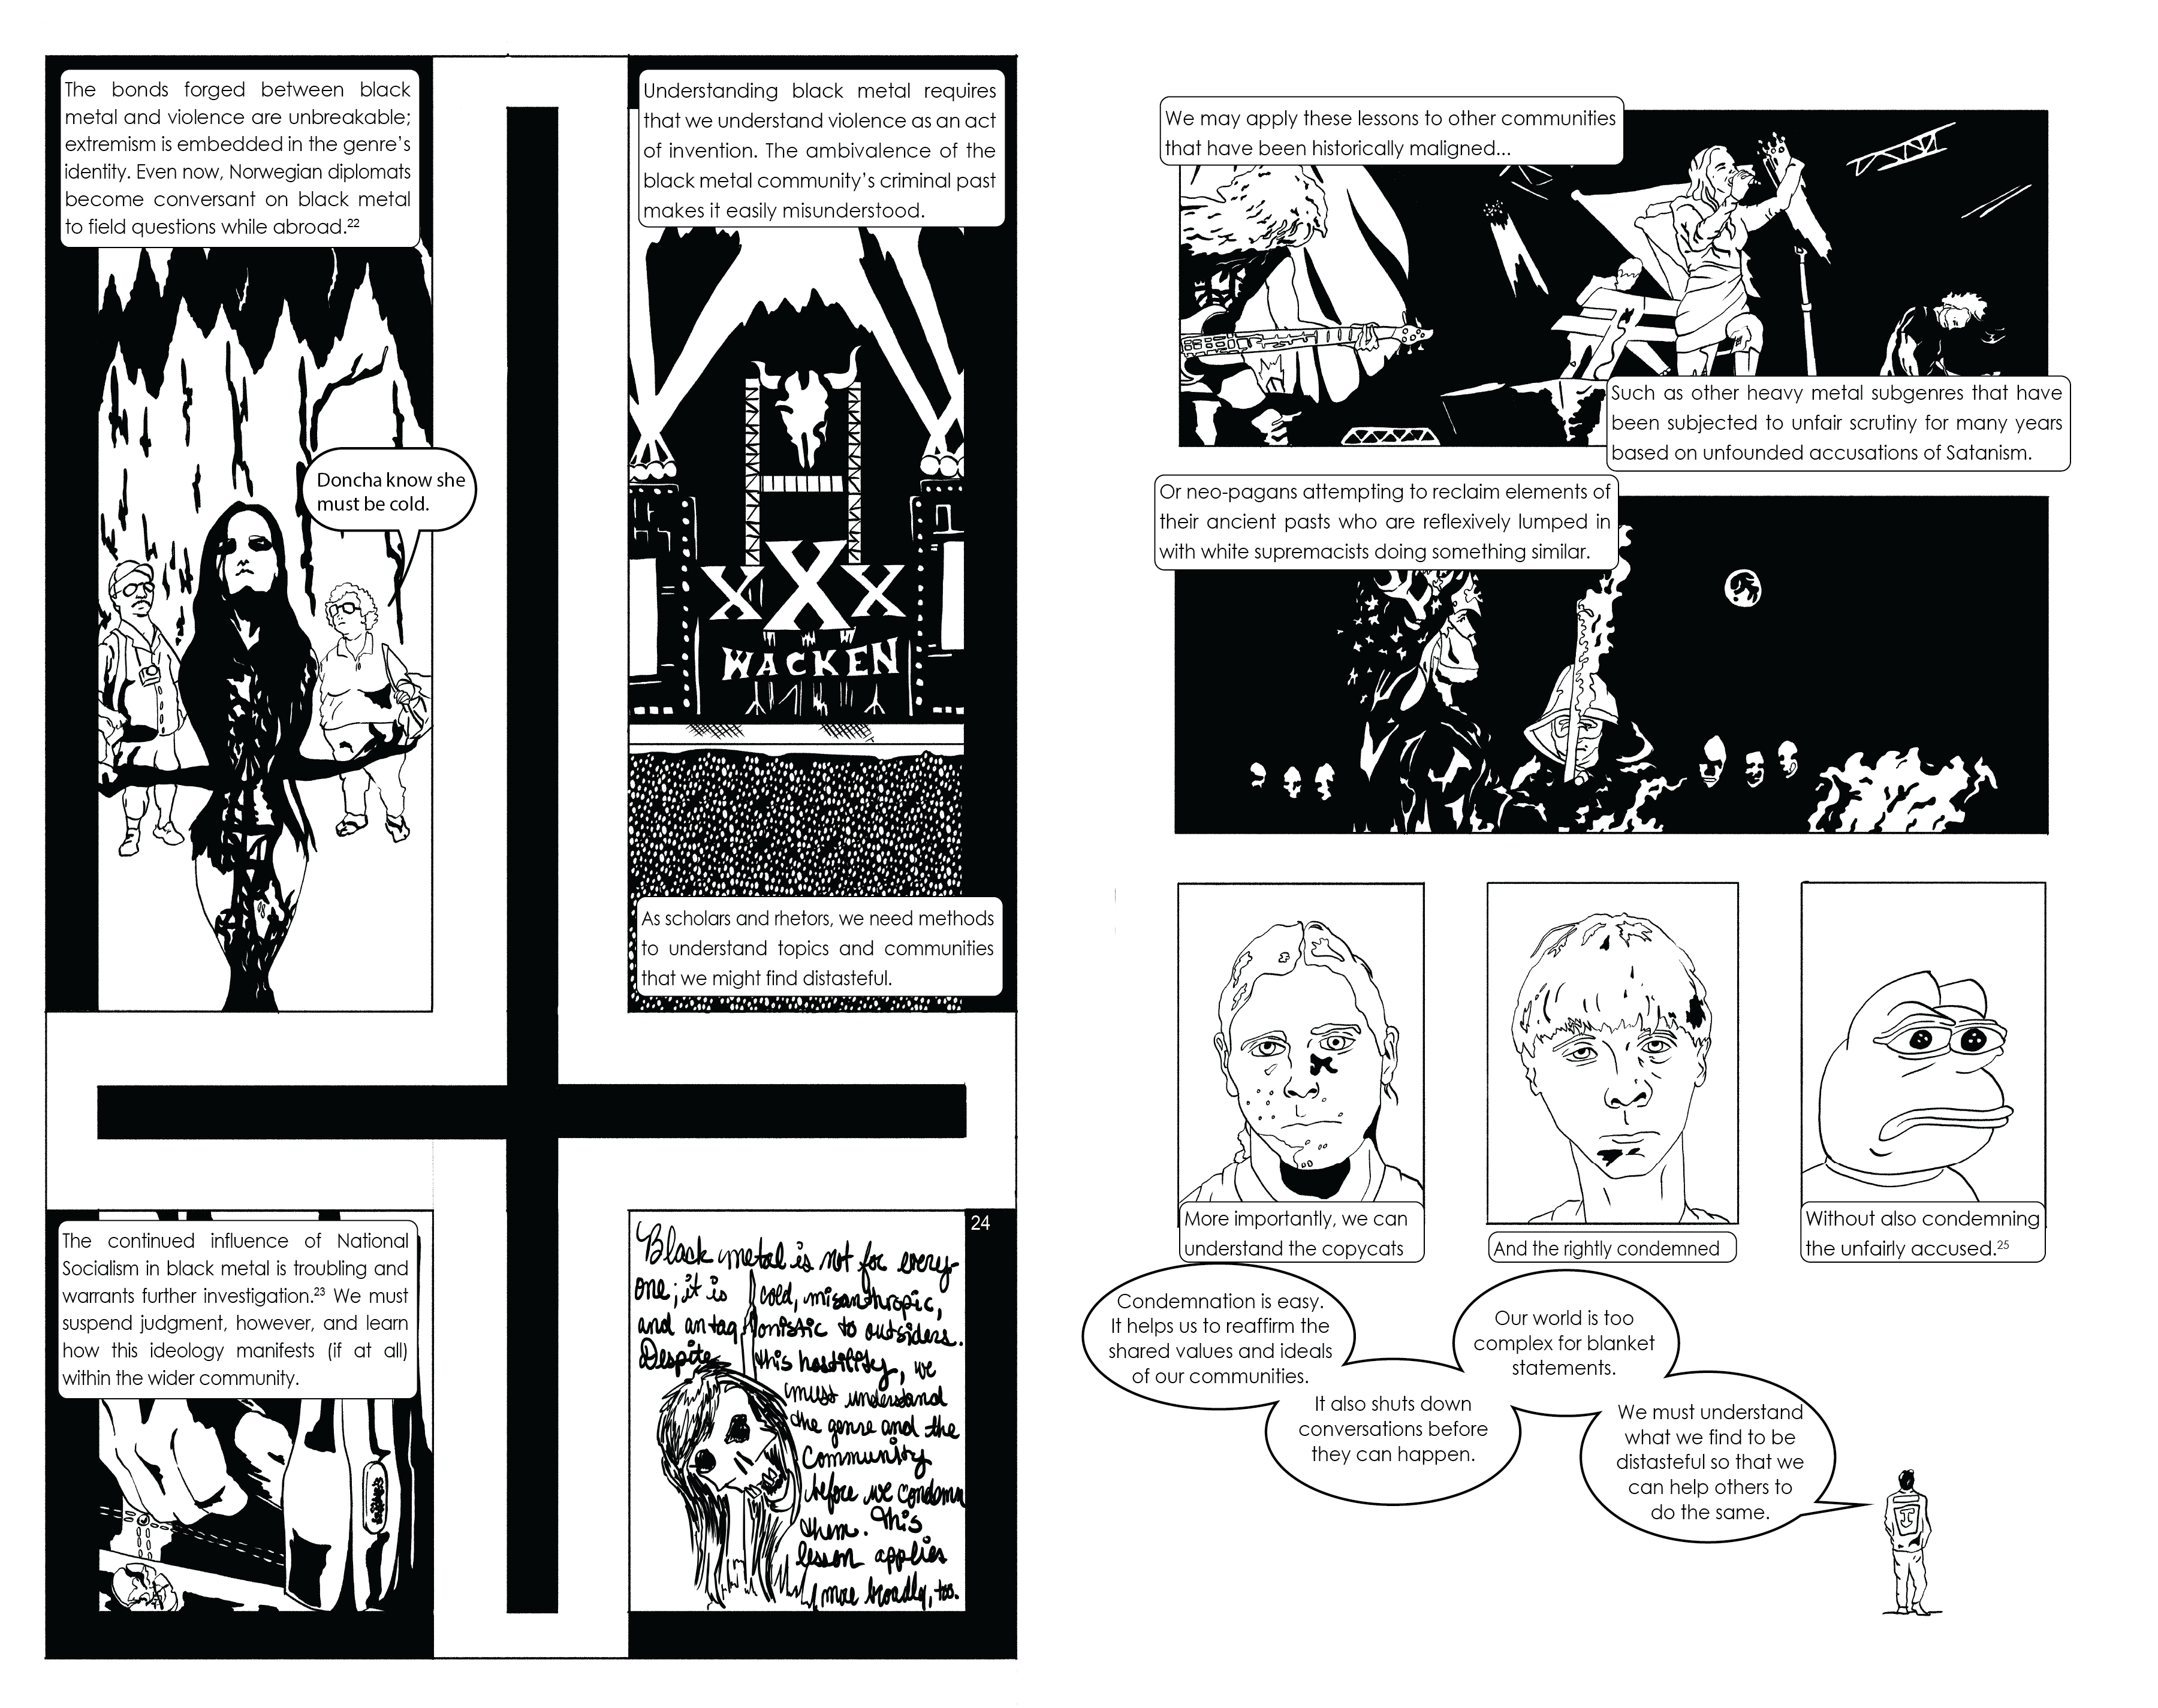 The bonds forged between black
metal and violence are unbreakable;
extremism is embedded in the genre's
identity. Even now, Norwegian diplomats
become conversant on black metal
to field questions while abroad.²²
Doncha know she
must be cold.
Understanding black metal requires
that we understand violence as an act
of invention. The ambivalence of the
black metal community's criminal past
makes it easily misunderstood.
XXX
WACKEN
As scholars and rhetors, we need methods
to understand topics and communities
that we might find distasteful.
The continued influence of National
Socialism in black metal is troubling and
warrants further investigation.²³ We must
suspend judgment, however, and learn
how this ideology manifests (if at all)
within the wider community.
24
Black metal is not for every-
one; it is cold, misanthropic,
and antagonistic to outsiders.
Despite this hostility, we
must understand
the genre and the
community
before we condemn
them. This
lesson applies
more broadly, too.
We may apply these lessons to other communities
that have been historically maligned...
Such as other heavy metal subgenres that have
been subjected to unfair scrutiny for many years
based on unfounded accusations of Satanism.
Or neo-pagans attempting to reclaim elements of
their ancient pasts who are reflexively lumped in
with white supremacists doing something similar.
More importantly, we can
understand the copycats
And the rightly condemned
Without also condemning
the unfairly accused.²⁵
Condemnation is easy.
It helps us to reaffirm the
shared values and ideals
of our communities.
It also shuts down
conversations before
they can happen.
Our world is too
complex for blanket
statements.
We must understand
what we find to be
distasteful so that we
can help others to
do the same.